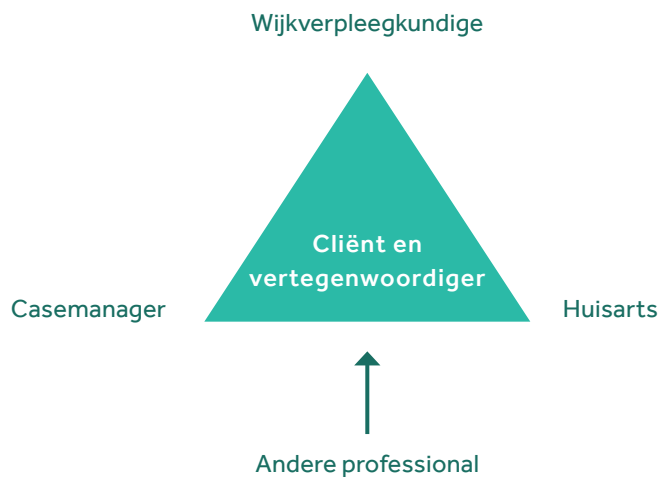 Wijkverpleegkundige
Cliënt en
vertegenwoordiger
Casemanager
Huisarts
Andere professional